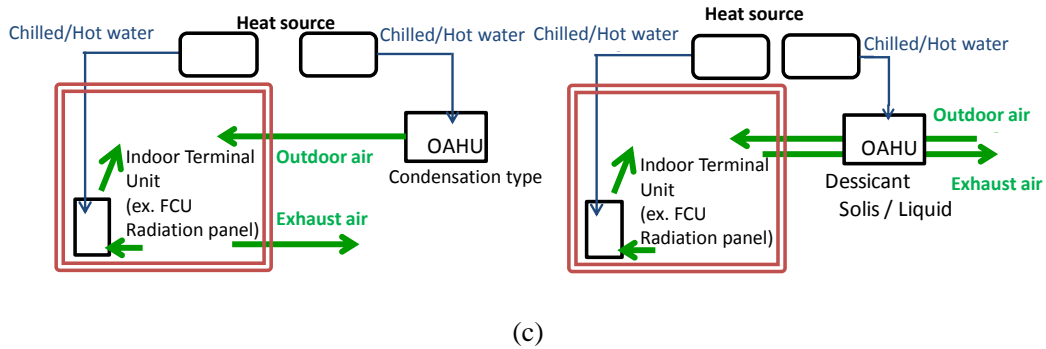 Heat source
Chilled/Hot water
Chilled/Hot water
OAHU
Outdoor air
Condensation type
Indoor Terminal
Unit
(ex. FCU
Radiation panel)
Exhaust air
Heat source
Chilled/Hot water
Chilled/Hot water
Outdoor air
OAHU
Exhaust air
Dessicant
Solis / Liquid
Indoor Terminal
Unit
(ex. FCU
Radiation panel)
(c)